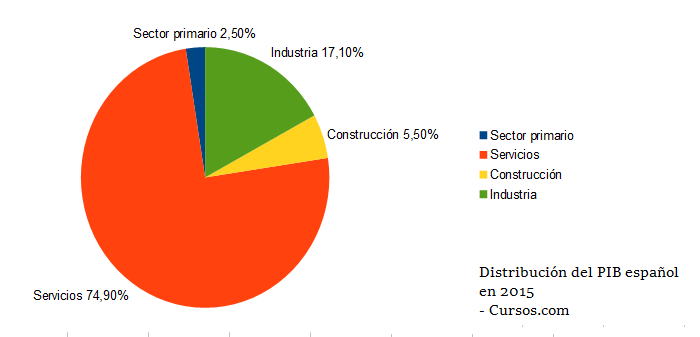 Sector primario 2,50%
Industria 17,10%
Construcción 5,50%
Servicios 74,90%
Sector primario
Servicios
Construcción
Industria
Distribución del PIB español
en 2015
- Cursos.com